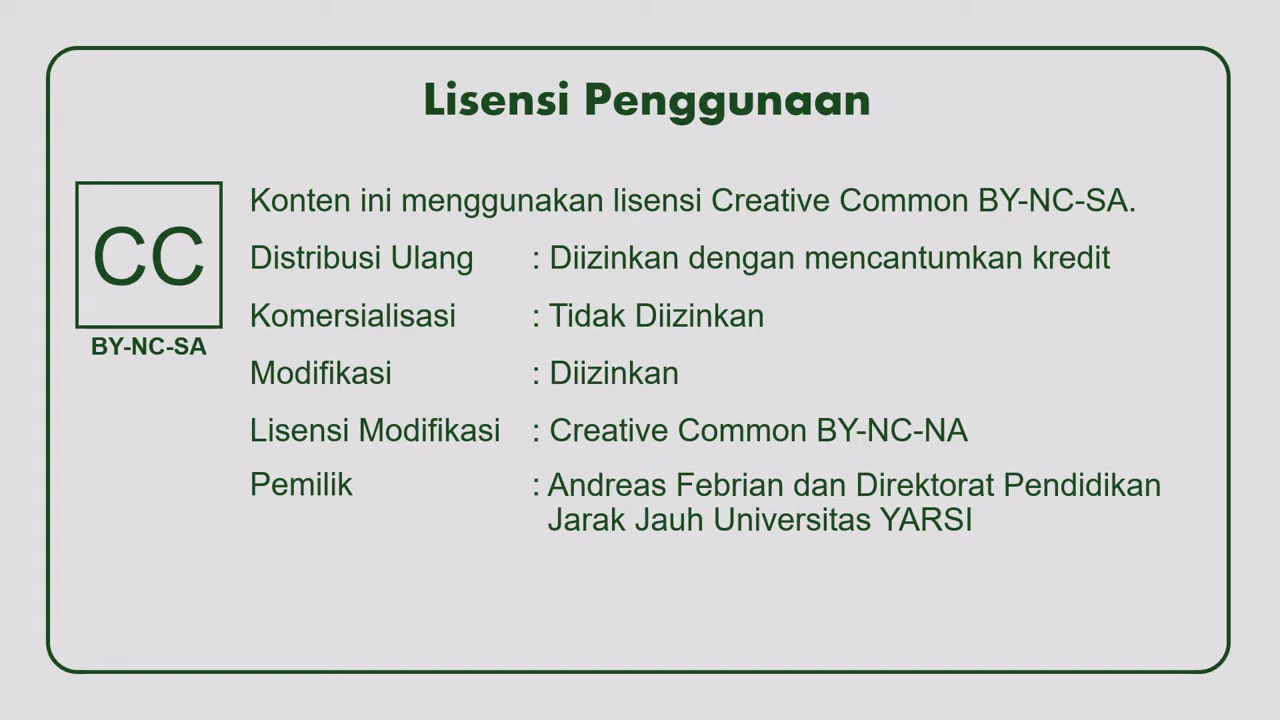 Lisensi Penggunaan
CC
BY-NC-SA
Konten ini menggunakan lisensi Creative Common BY-NC-SA.
Distribusi Ulang : Diizinkan dengan mencantumkan kredit
Komersialisasi : Tidak Diizinkan
Modifikasi : Diizinkan
Lisensi Modifikasi : Creative Common BY-NC-NA
Pemilik : Andreas Febrian dan Direktorat Pendidikan
Jarak Jauh Universitas YARSI